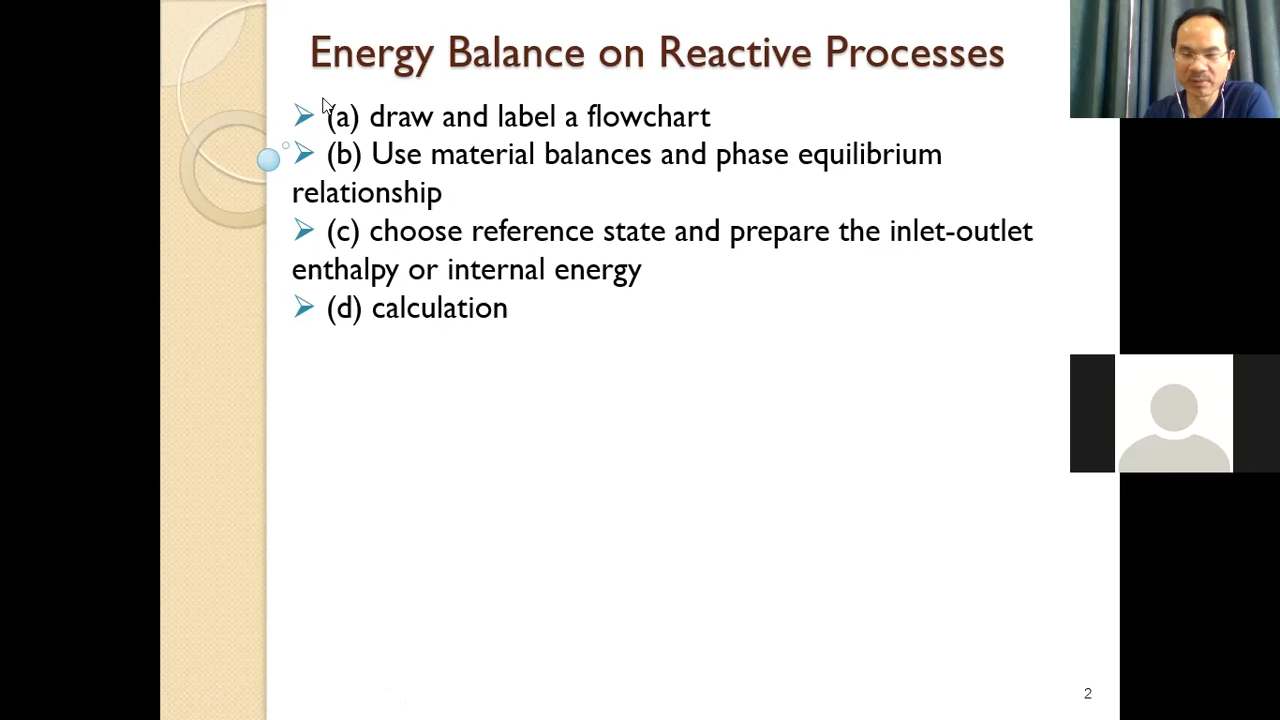 Energy Balance on Reactive Processes
(a) draw and label a flowchart
(b) Use material balances and phase equilibrium
relationship
(c) choose reference state and prepare the inlet-outlet
enthalpy or internal energy
(d) calculation
2